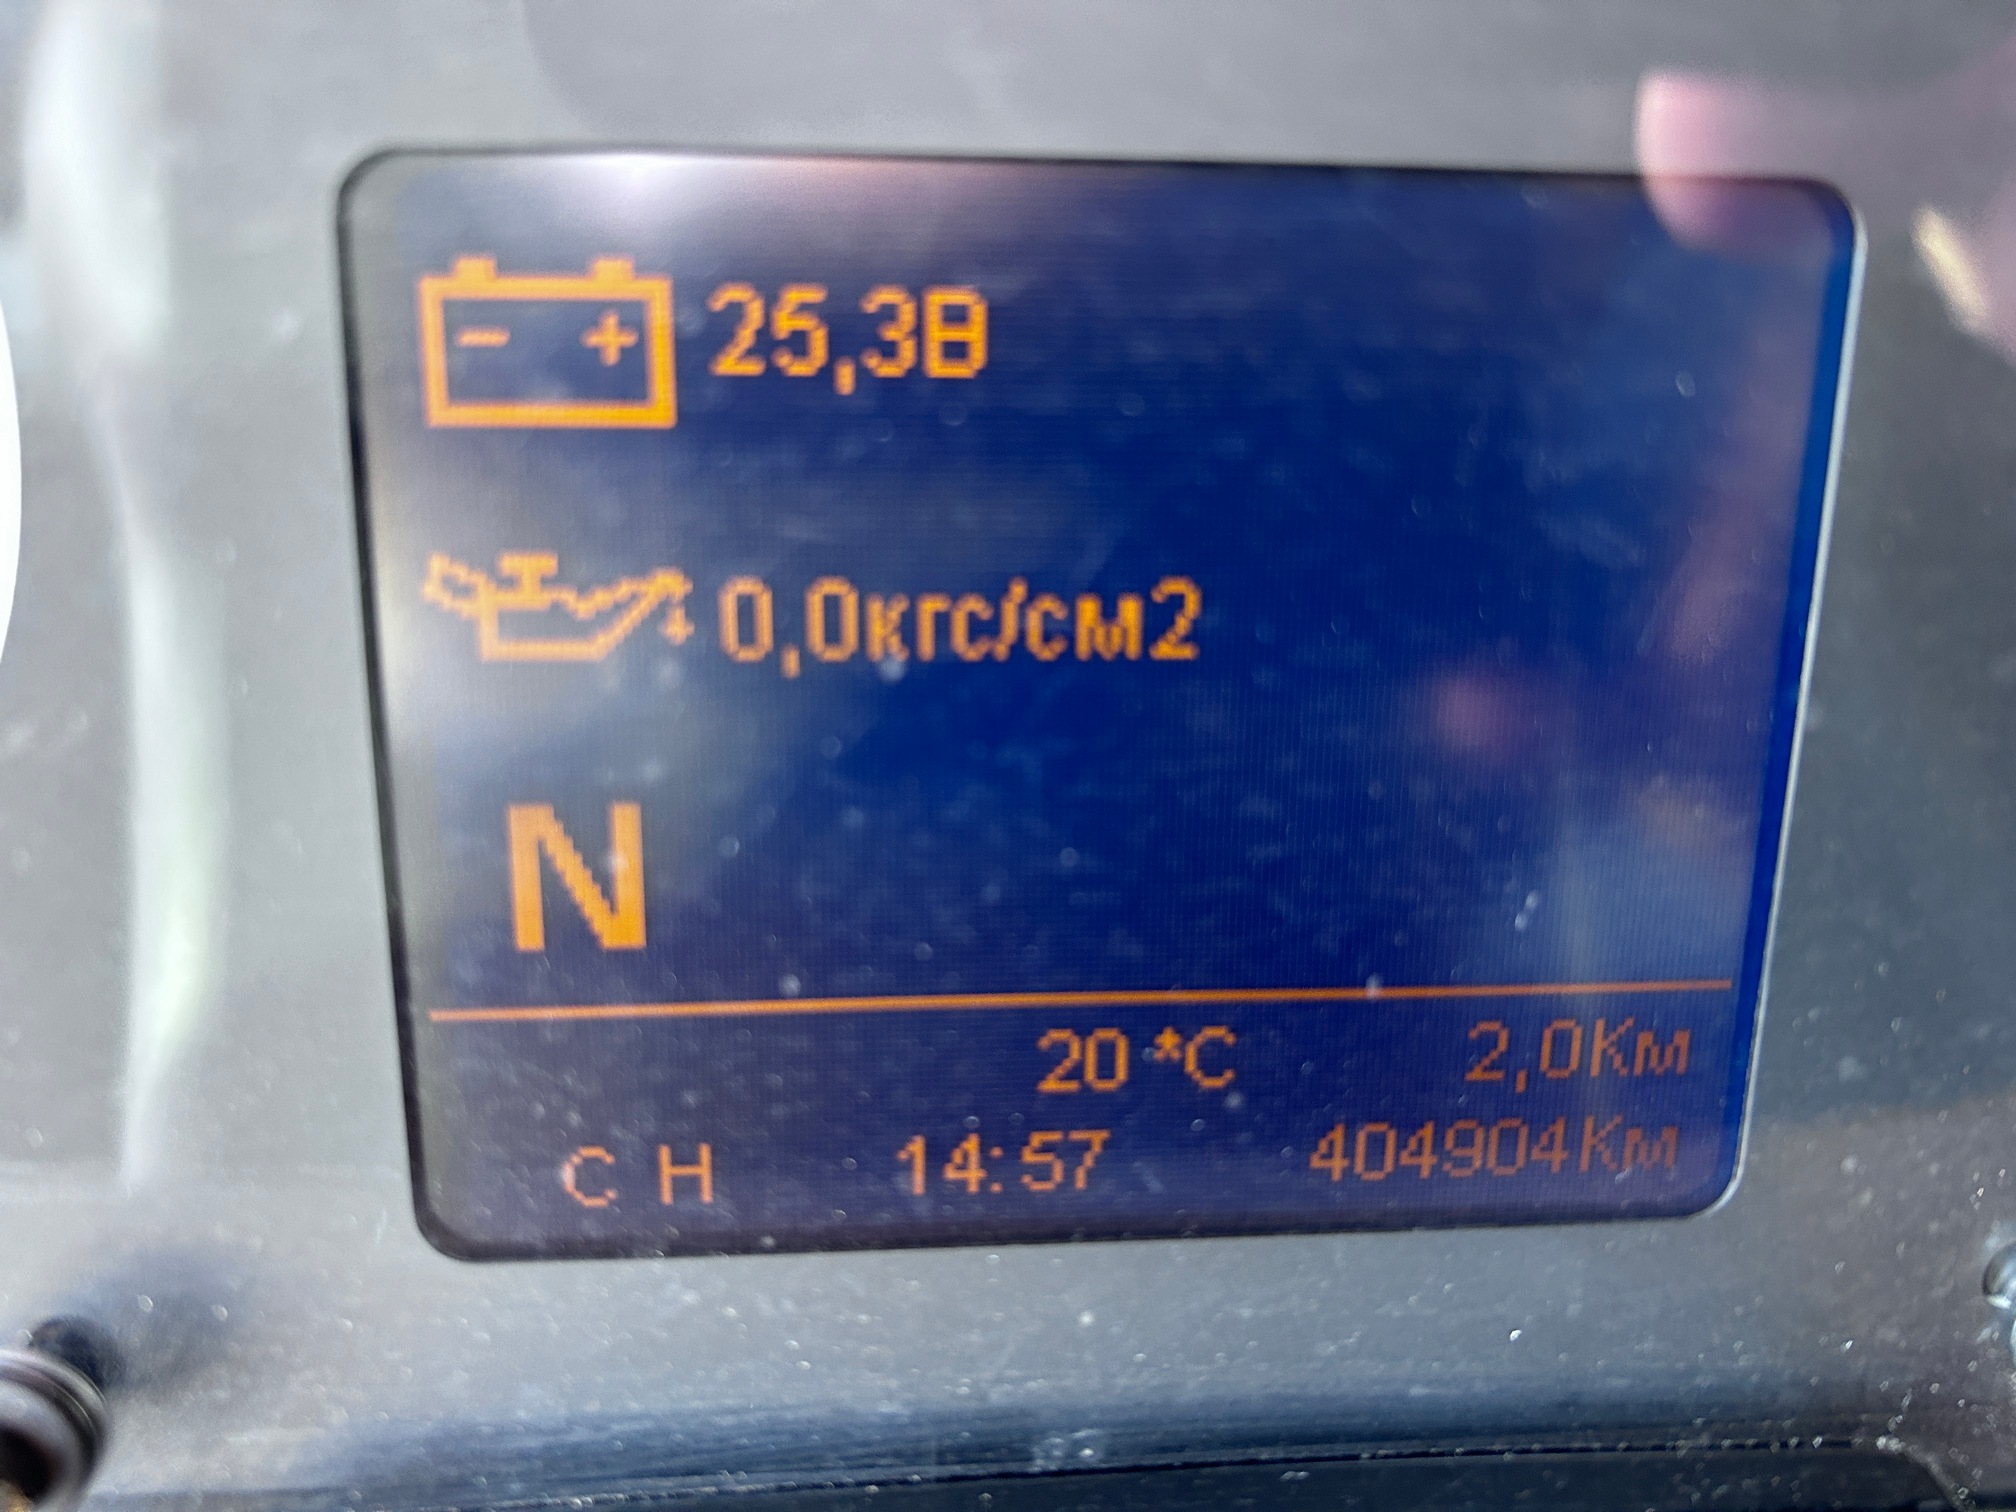 - + 25,3В
0,0кгс/см2
N
20 *C 2,0Км
С Н 14:57 404904Км